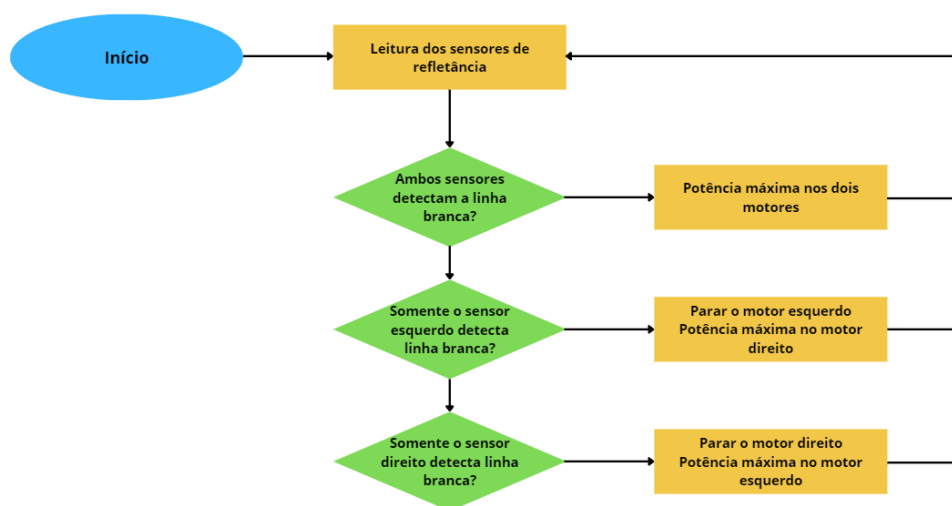 Início
Leitura dos sensores de
refletância
Ambos sensores
detectam a linha
branca?
Potência máxima nos dois
motores
Somente o sensor
esquerdo detecta
linha branca?
Parar o motor esquerdo
Potência máxima no motor
direito
Somente o sensor
direito detecta linha
branca?
Parar o motor direito
Potência máxima no motor
esquerdo